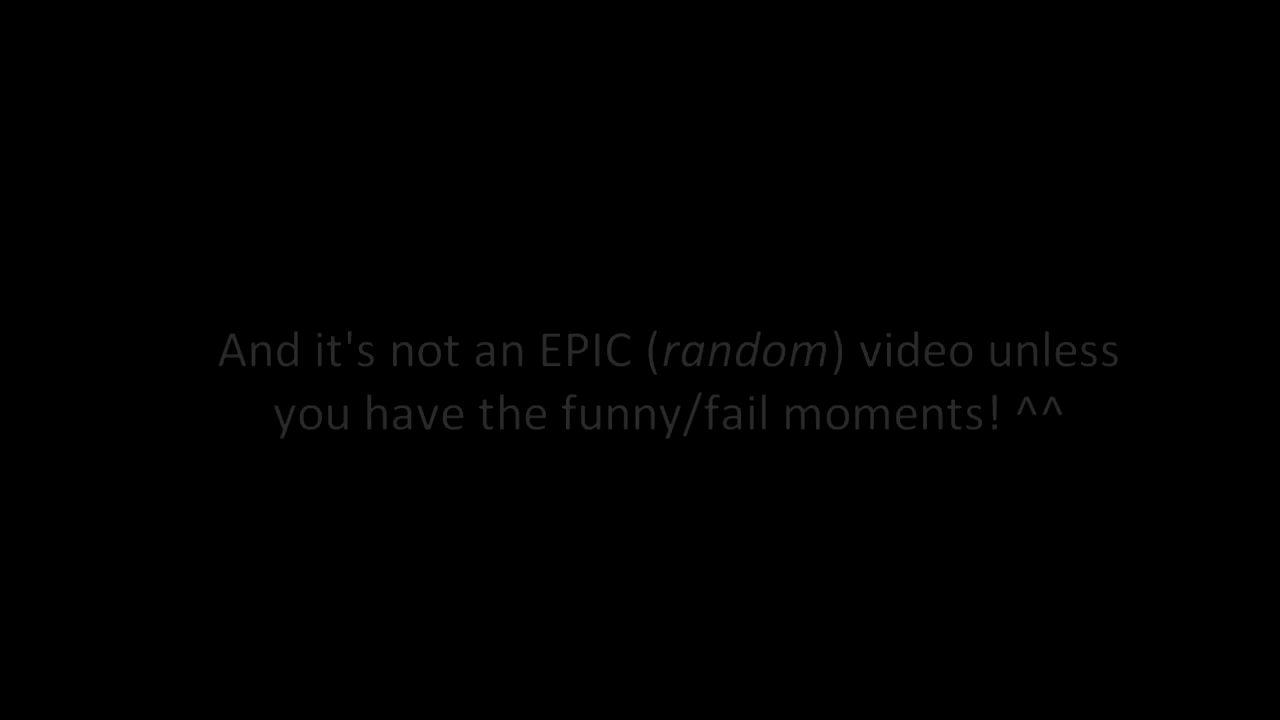 And it's not an EPIC (random) video unless
you have the funny/fail moments! ^^